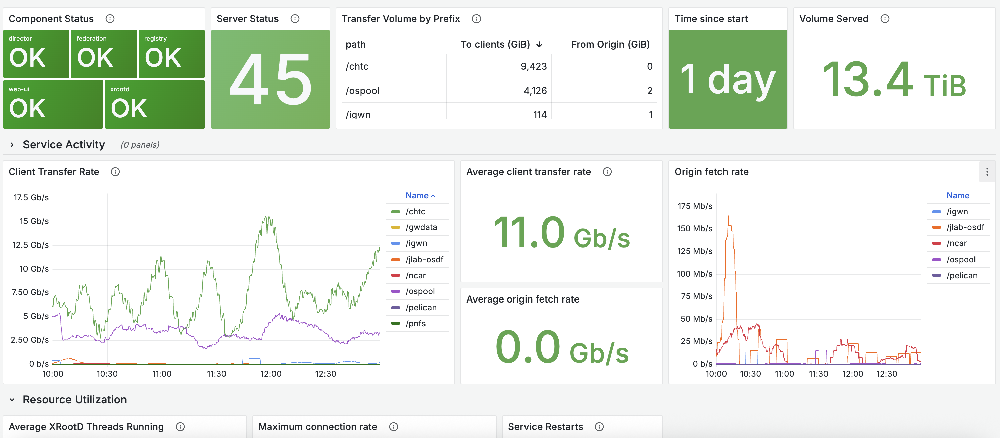 Component Status
director
OK
federation
OK
registry
OK
web-ui
OK
xrootd
OK
Server Status
45
Transfer Volume by Prefix
path To clients (GiB) From Origin (GiB)
/chtc 9,423 0
/ospool 4,126 2
/igwn 114 1
Time since start
1 day
Volume Served
13.4 TiB
Service Activity (0 panels)
Client Transfer Rate
17.5 Gb/s
15 Gb/s
12.5 Gb/s
10 Gb/s
7.50 Gb/s
5 Gb/s
2.50 Gb/s
0 b/s
10:00 10:30 11:00 11:30 12:00 12:30
Name
/chtc
/gwdata
/igwn
/jlab-osdf
/ncar
/ospool
/pelican
/pnfs
Average client transfer rate
11.0 Gb/s
Average origin fetch rate
0.0 Gb/s
Origin fetch rate
175 Mb/s
150 Mb/s
125 Mb/s
100 Mb/s
75 Mb/s
50 Mb/s
25 Mb/s
0 b/s
10:00 10:30 11:00 11:30 12:00 12:30
Name
/igwn
/jlab-osdf
/ncar
/ospool
/pelican
Resource Utilization
Average XRootD Threads Running
Maximum connection rate
Service Restarts